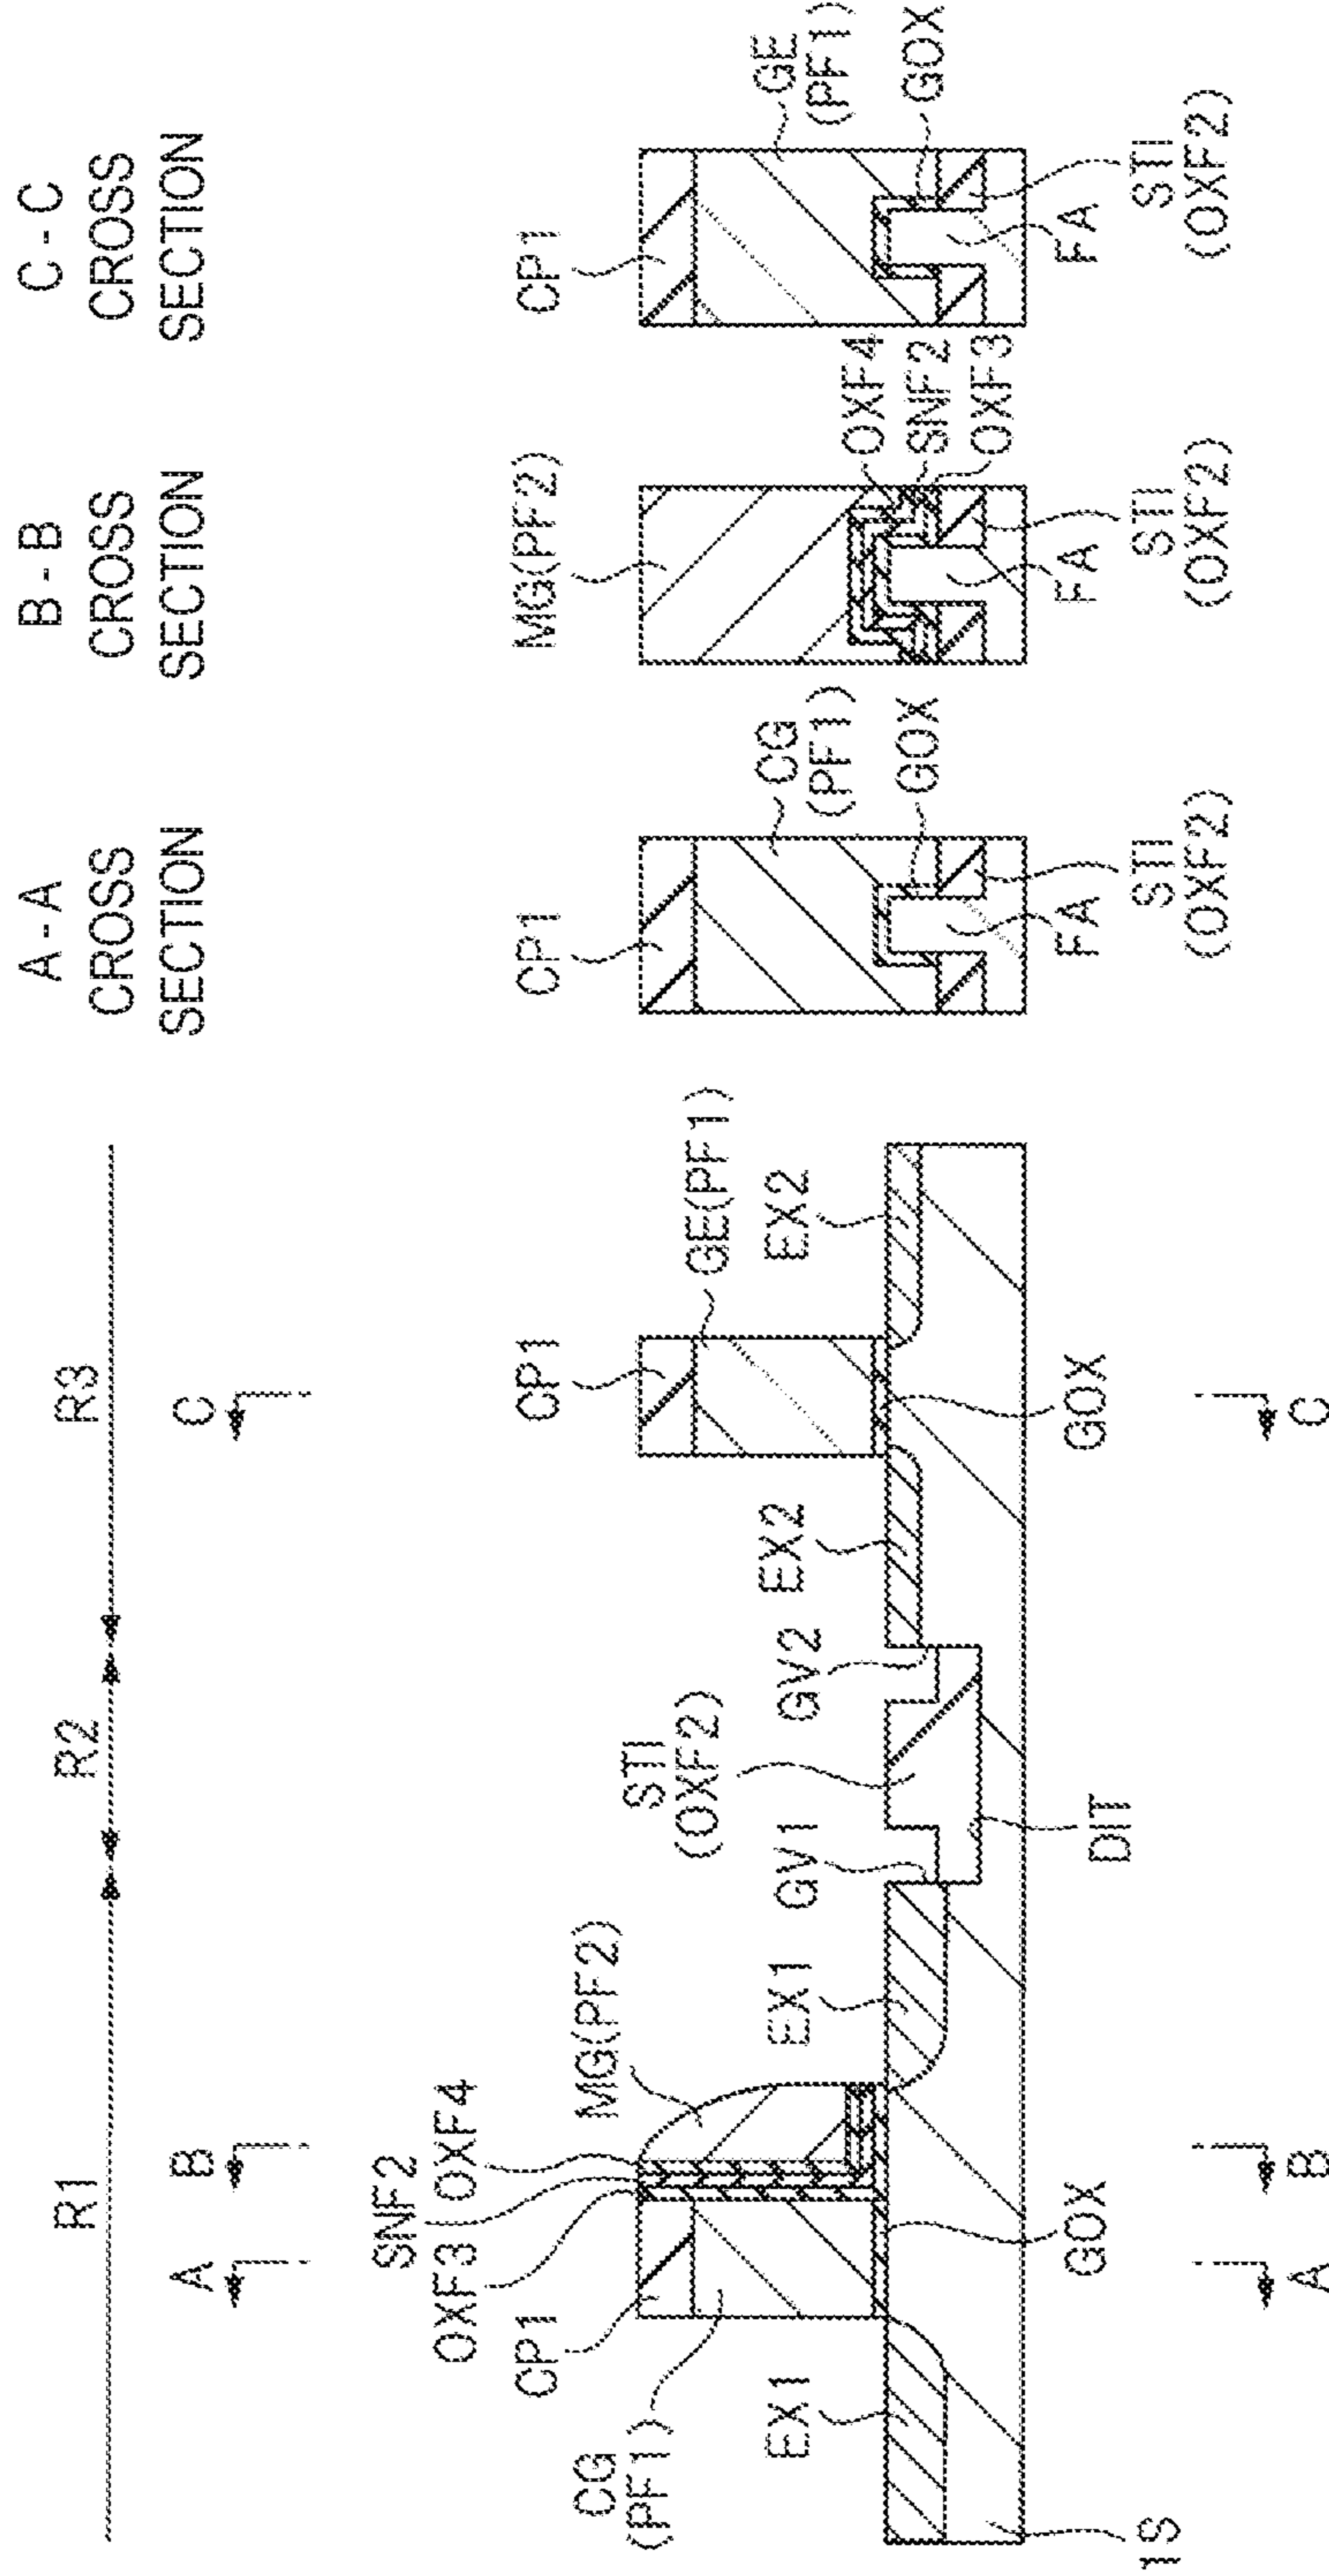 R1
R2
R3
A - A
CROSS
SECTION
B - B
CROSS
SECTION
C - C
CROSS
SECTION
A
B
C
SNF2
OXF3
OXF4
CP1
CG
(PF1)
MG(PF2)
EX1
EX1
GV1
STI
(OXF2)
GV2
EX2
CP1
GE(PF1)
EX2
1S
GOX
DIT
GOX
A
B
C
CP1
CG
(PF1)
GOX
FA
STI
(OXF2)
MG(PF2)
OXF4
SNF2
OXF3
FA
STI
(OXF2)
CP1
GE
(PF1)
GOX
FA
STI
(OXF2)